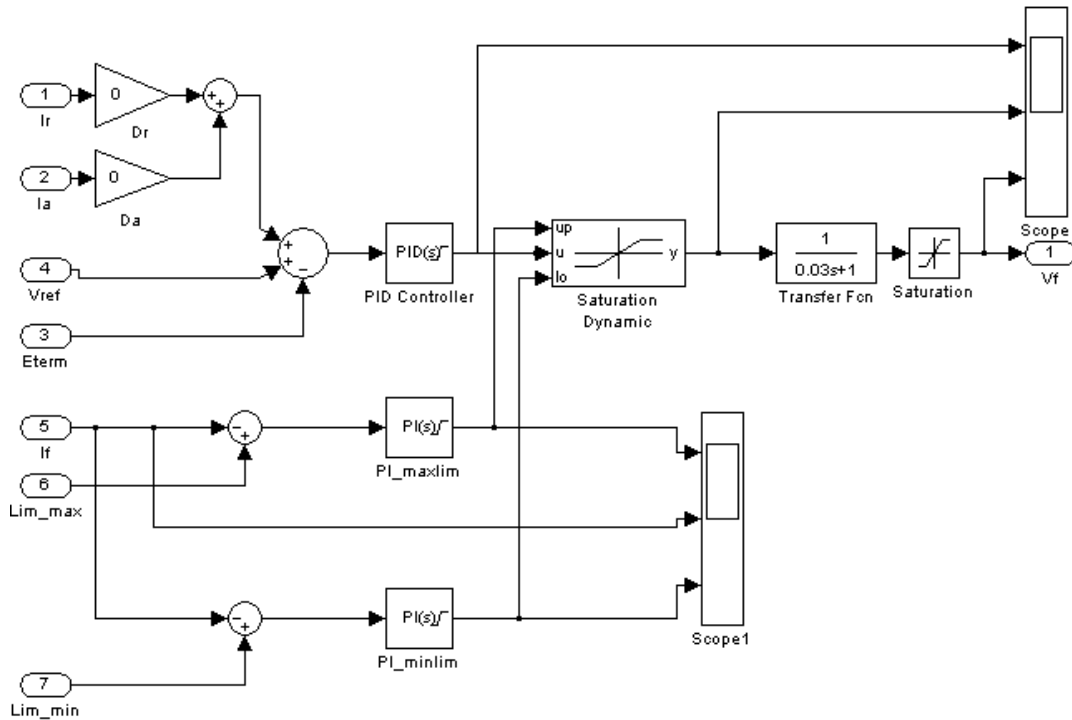 1
Ir
0
Dr
+
+
2
Ia
0
Da
4
Vref
3
Eterm
+
+
−
PID(s)
PID Controller
up
u
lo
y
Saturation
Dynamic
1
0.03s+1
Transfer Fcn
Saturation
Scope
1
Vf
5
If
6
Lim_max
−
+
PI(s)
PI_maxlim
−
+
PI(s)
PI_minlim
Scope1
7
Lim_min